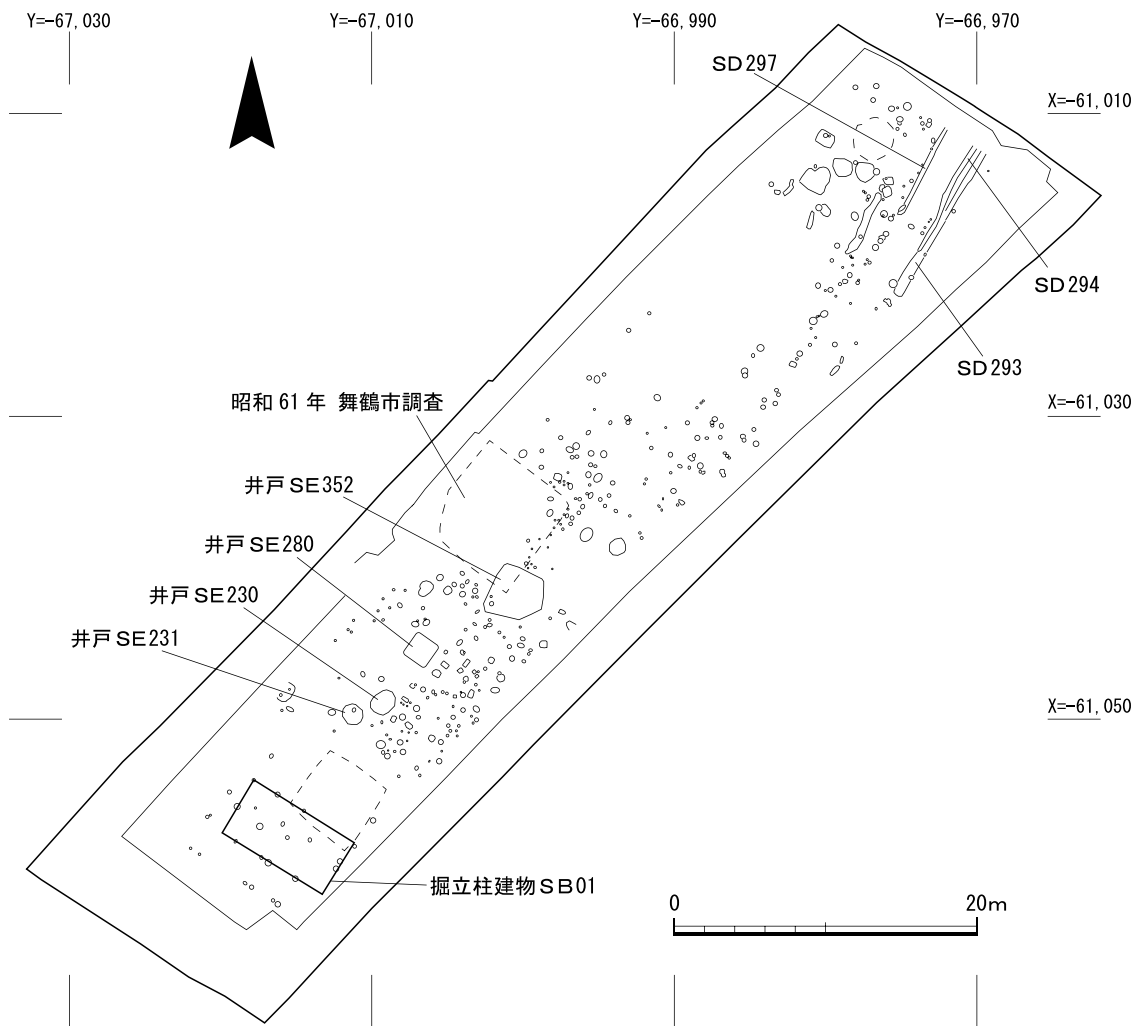 Y=-67,030
Y=-67,010
Y=-66,990
Y=-66,970
SD297
X=-61,010
SD294
SD293
昭和 61 年 舞鶴市調査
X=-61,030
井戸 SE352
井戸 SE280
井戸 SE230
井戸 SE231
X=-61,050
掘立柱建物 SB01
0
20m